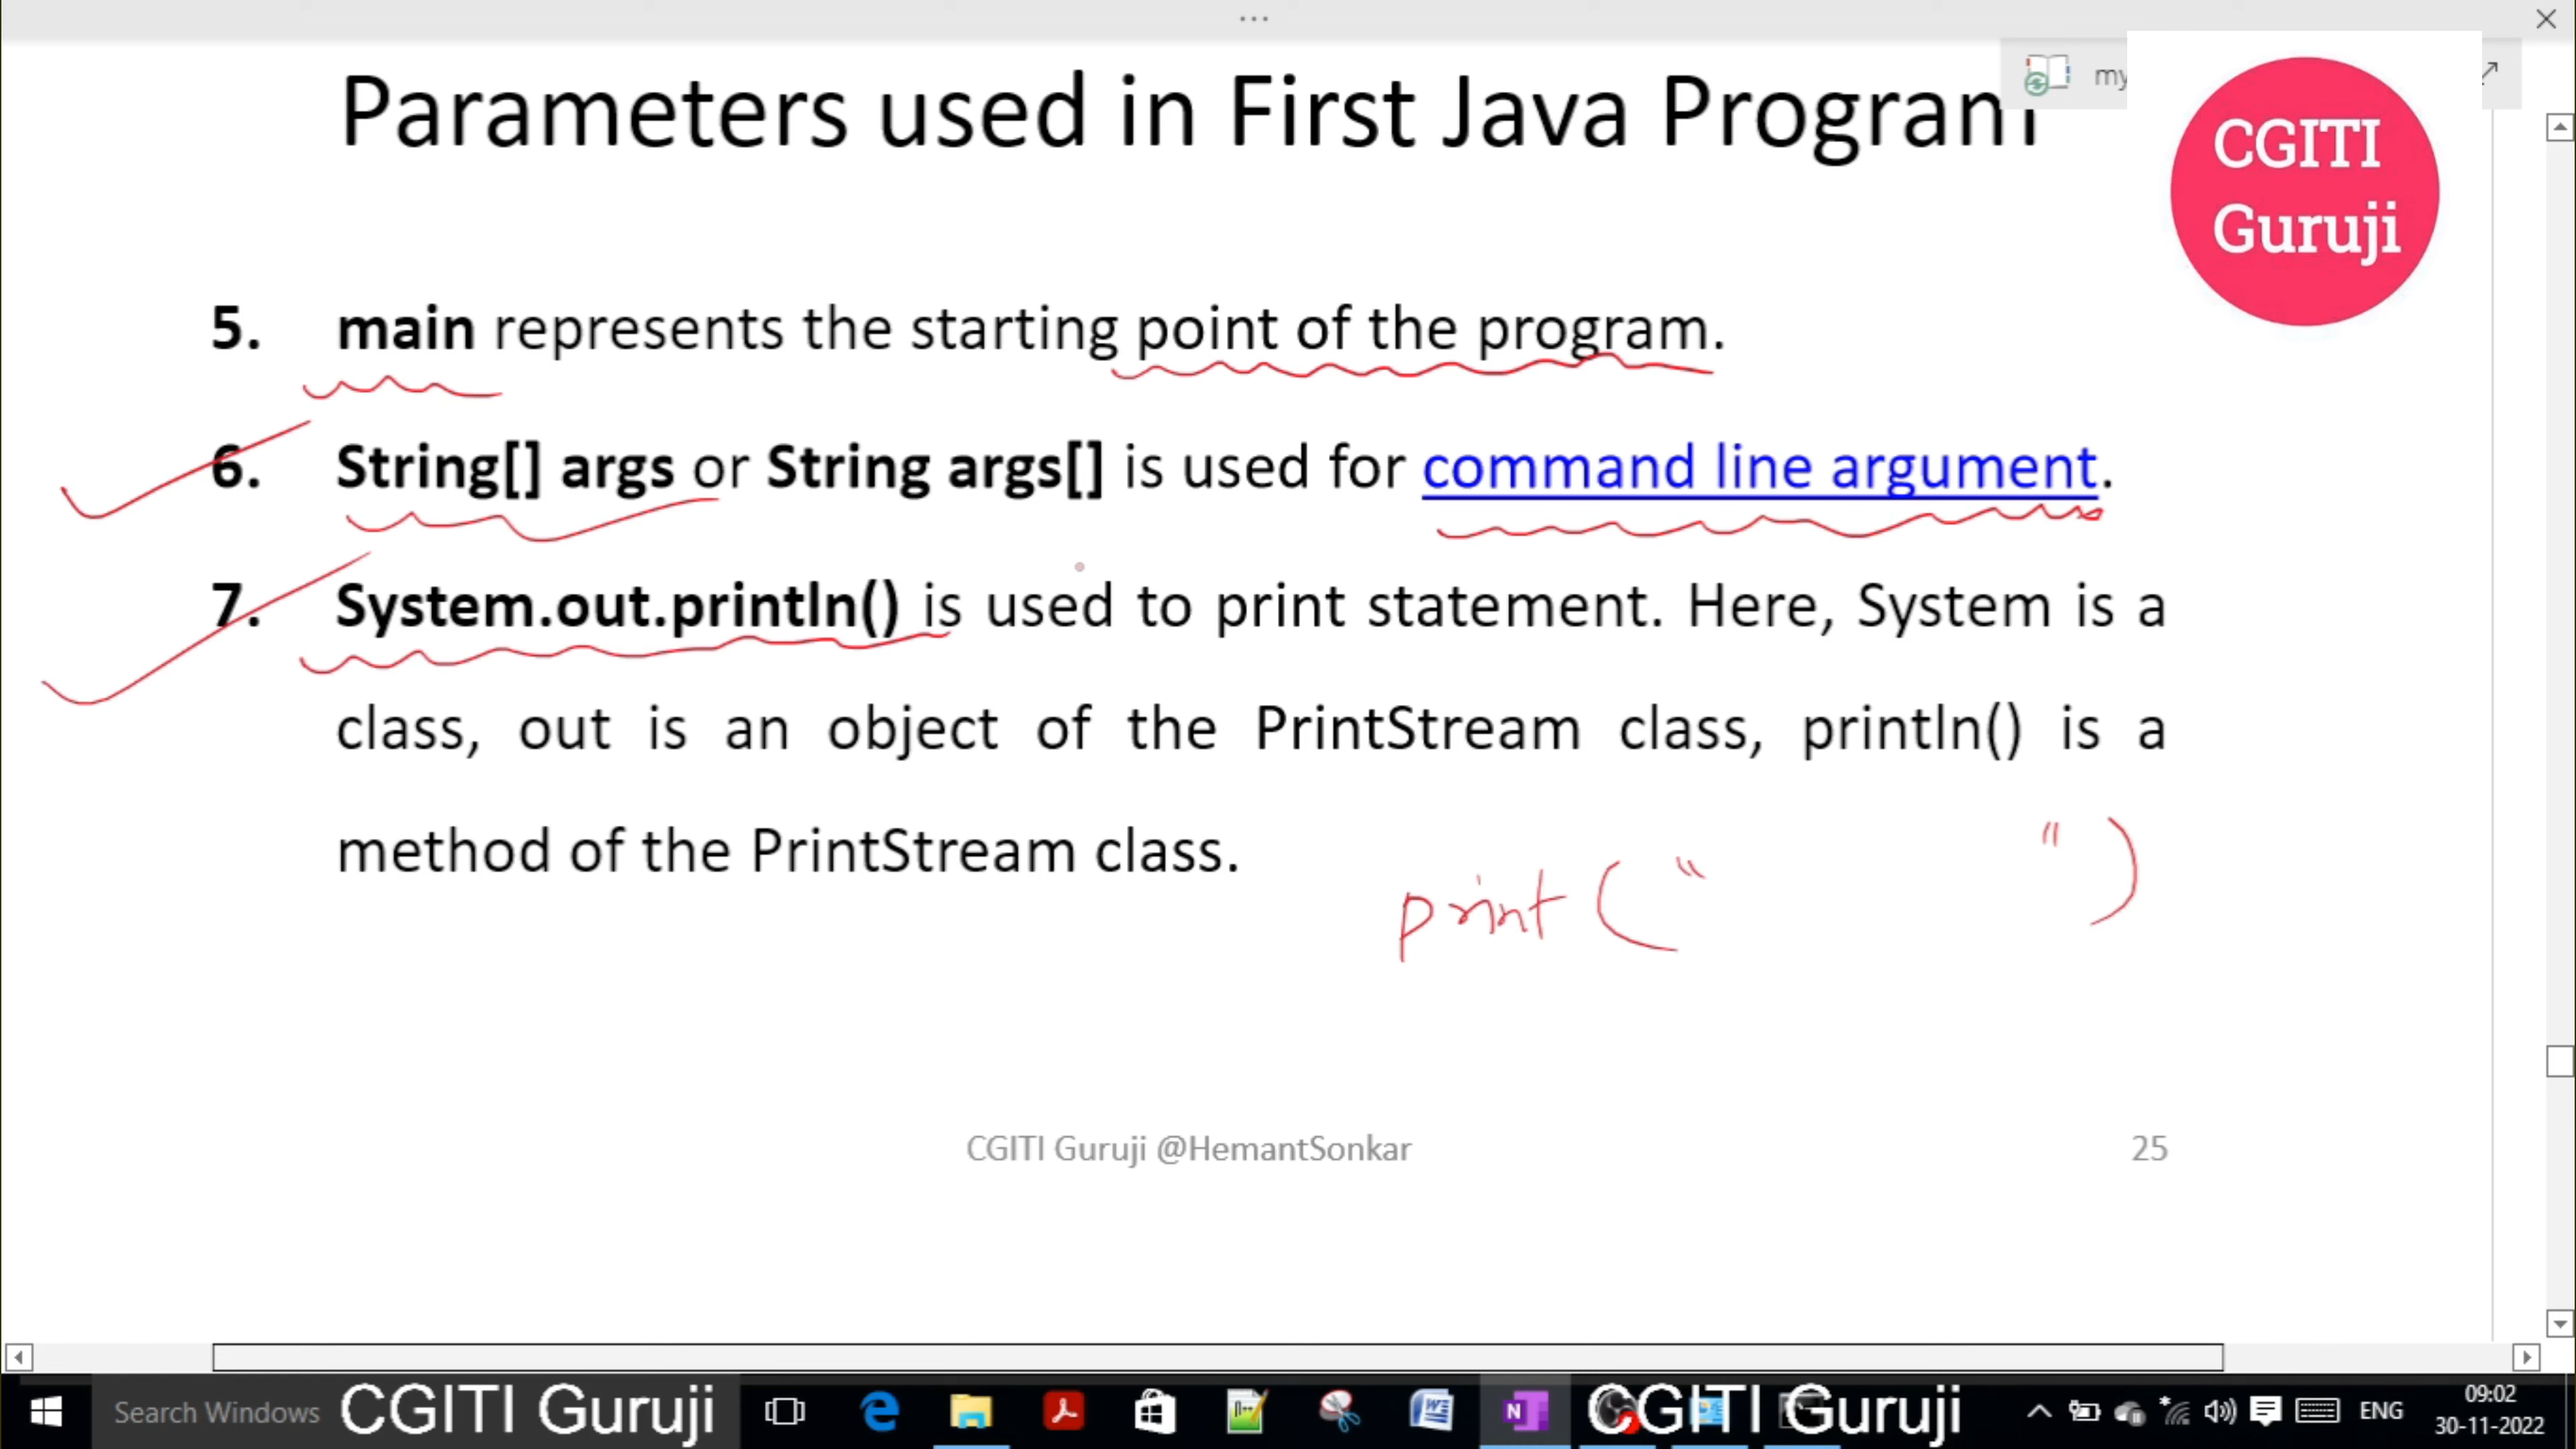 Parameters used in First Java Program
my
CGITI
Guruji
5. main represents the starting point of the program.
6. String[] args or String args[] is used for command line argument.
7. System.out.println() is used to print statement. Here, System is a
class, out is an object of the PrintStream class, println() is a
method of the PrintStream class.
print (" ")
CGITI Guruji @HemantSonkar
25
Search Windows
CGITI Guruji
CGITI Guruji
ENG
09:02
30-11-2022